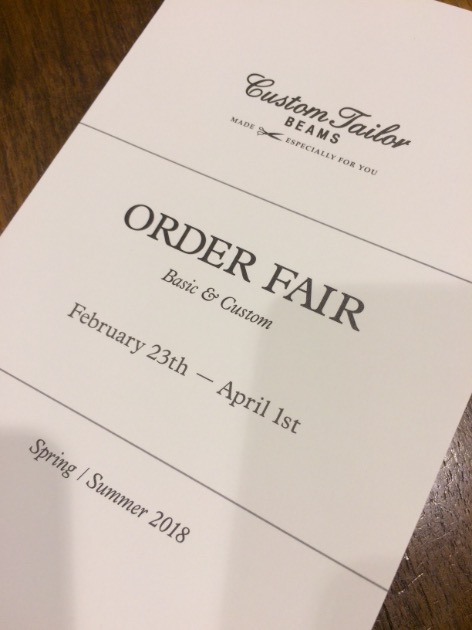 Custom Tailor
BEAMS
MADE ESPECIALLY FOR YOU
ORDER FAIR
Basic & Custom
February 23th — April 1st
Spring / Summer 2018